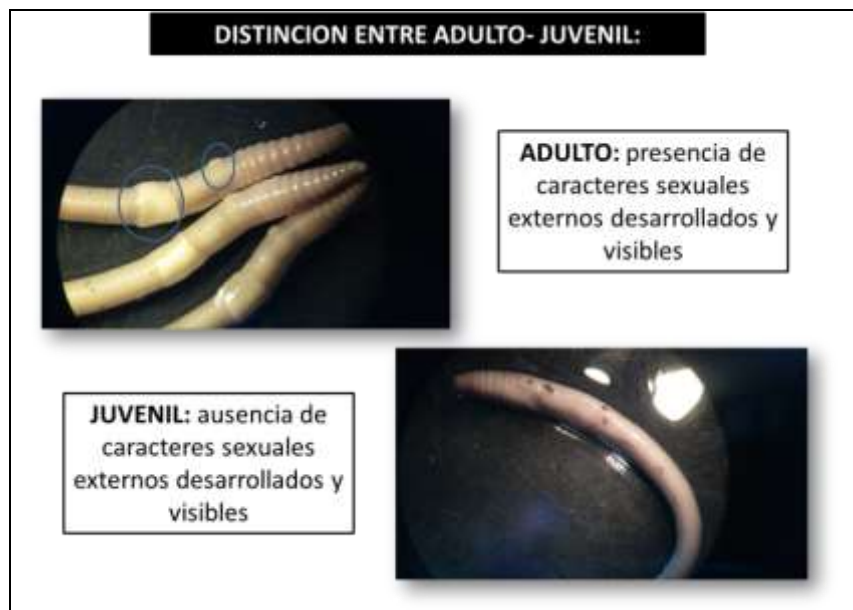 DISTINCION ENTRE ADULTO- JUVENIL:
ADULTO: presencia de
caracteres sexuales
externos desarrollados y
visibles
JUVENIL: ausencia de
caracteres sexuales
externos desarrollados y
visibles